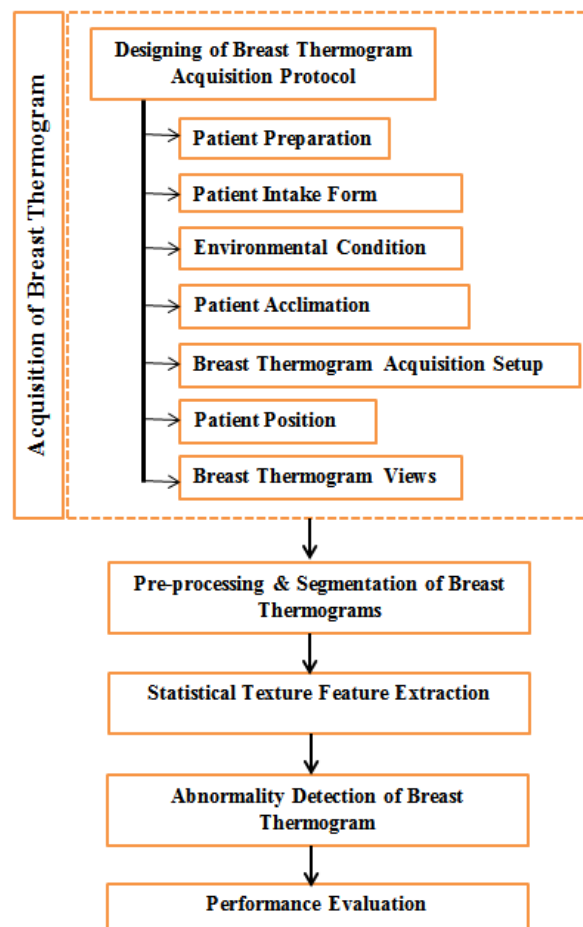 Acquisition of Breast Thermogram
Designing of Breast Thermogram
Acquisition Protocol
Patient Preparation
Patient Intake Form
Environmental Condition
Patient Acclimation
Breast Thermogram Acquisition Setup
Patient Position
Breast Thermogram Views
Pre-processing & Segmentation of Breast
Thermograms
Statistical Texture Feature Extraction
Abnormality Detection of Breast
Thermogram
Performance Evaluation